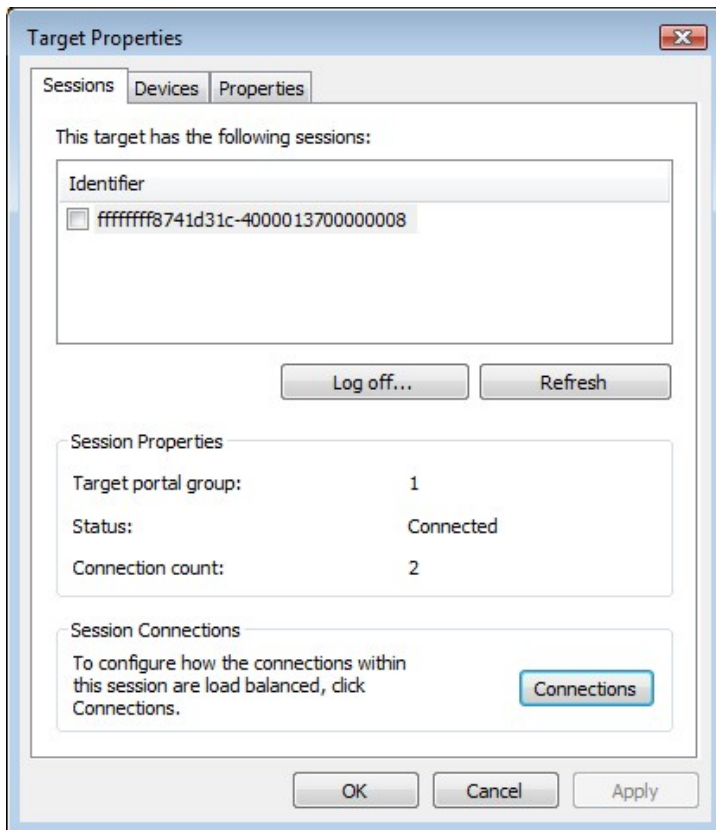 Target Properties
Sessions Devices Properties
This target has the following sessions:
Identifier
ffffffff8741d31c-4000013700000008
Log off... Refresh
Session Properties
Target portal group: 1
Status: Connected
Connection count: 2
Session Connections
To configure how the connections within
this session are load balanced, click
Connections.
Connections
OK Cancel Apply